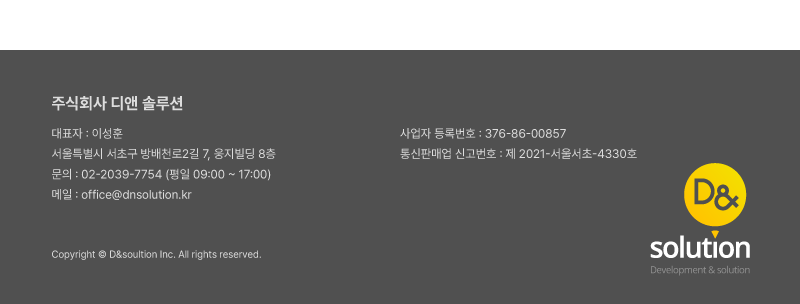 주식회사 디앤 솔루션
대표자 : 이성훈
서울특별시 서초구 방배천로2길 7, 웅지빌딩 8층
문의 : 02-2039-7754 (평일 09:00 ~ 17:00)
메일 : office@dnsolution.kr
사업자 등록번호 : 376-86-00857
통신판매업 신고번호 : 제 2021-서울서초-4330호
Copyright © D&soultion Inc. All rights reserved.
D&
solution
Development & solution